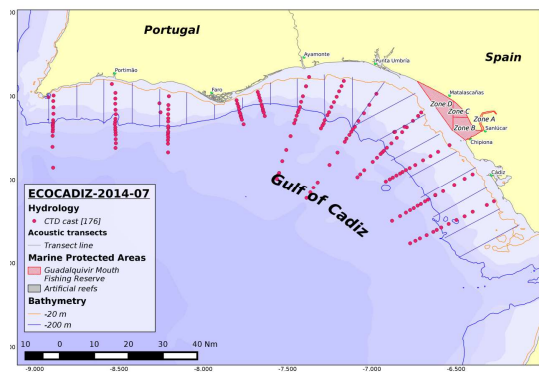 Portugal
Spain
Ayamonte
Punta Umbría
Portimão
Faro
Matalascañas
Zone D
Zone C
Zone A
Zone B
Sanlúcar
Chipiona
Cádiz
Gulf of Cadiz
ECOCADIZ-2014-07
Hydrology
CTD cast [176]
Acoustic transects
Transect line
Marine Protected Areas
Guadalquivir Mouth
Fishing Reserve
Artificial reefs
Bathymetry
-20 m
-200 m
10 0 10 20 30 40 Nm
-9.000 -8.500 -8.000 -7.500 -7.000 -6.500 -6.000